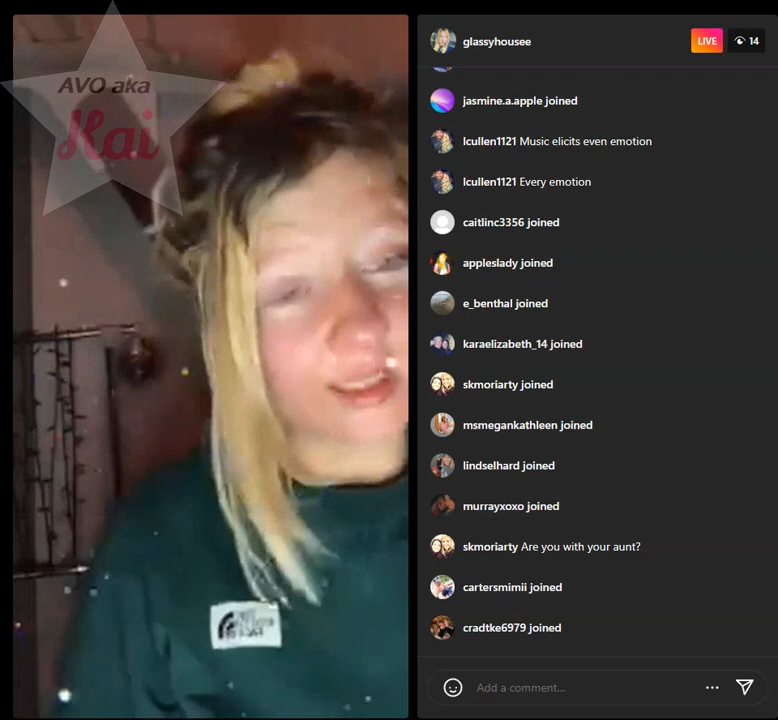 AVO aka
Kai
glassyhousee
LIVE
14
jasmine.a.apple joined
lcullen1121 Music elicits even emotion
lcullen1121 Every emotion
caitlinc3356 joined
appleslady joined
e_benthal joined
karaelizabeth_14 joined
skmoriarty joined
msmegankathleen joined
lindselhard joined
murrayxoxo joined
skmoriarty Are you with your aunt?
cartersmimii joined
cradtke6979 joined
Add a comment...